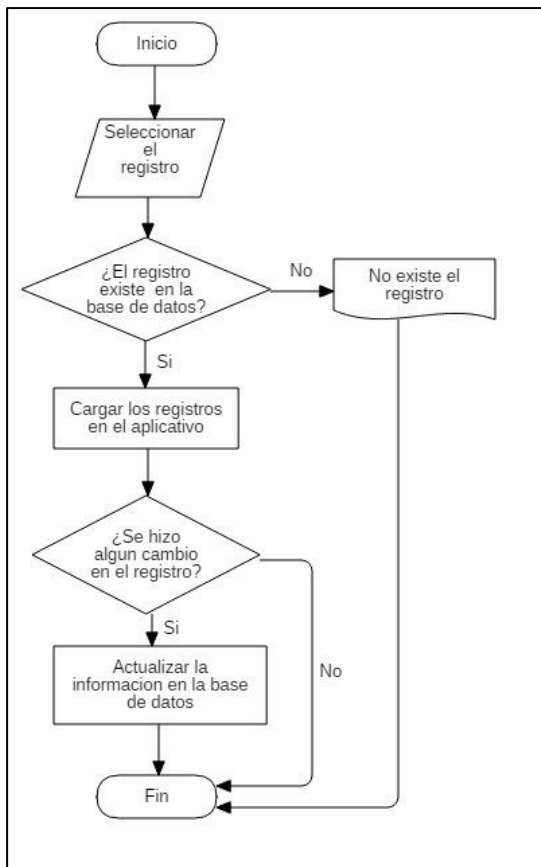 Inicio
Seleccionar
el
registro
¿El registro
existe en la
base de datos?
No
No existe el
registro
Si
Cargar los registros
en el aplicativo
¿Se hizo
algun cambio
en el registro?
Si
No
Actualizar la
informacion en la base
de datos
Fin